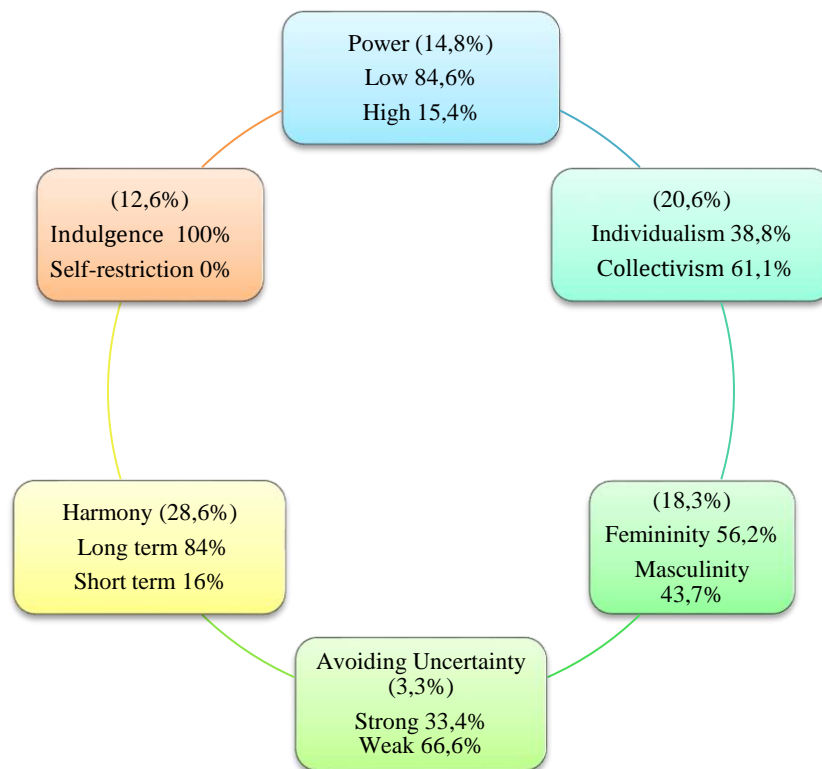 Power (14,8%)
Low 84,6%
High 15,4%
(20,6%)
Individualism 38,8%
Collectivism 61,1%
(18,3%)
Femininity 56,2%
Masculinity
43,7%
Avoiding Uncertainty
(3,3%)
Strong 33,4%
Weak 66,6%
Harmony (28,6%)
Long term 84%
Short term 16%
(12,6%)
Indulgence 100%
Self-restriction 0%